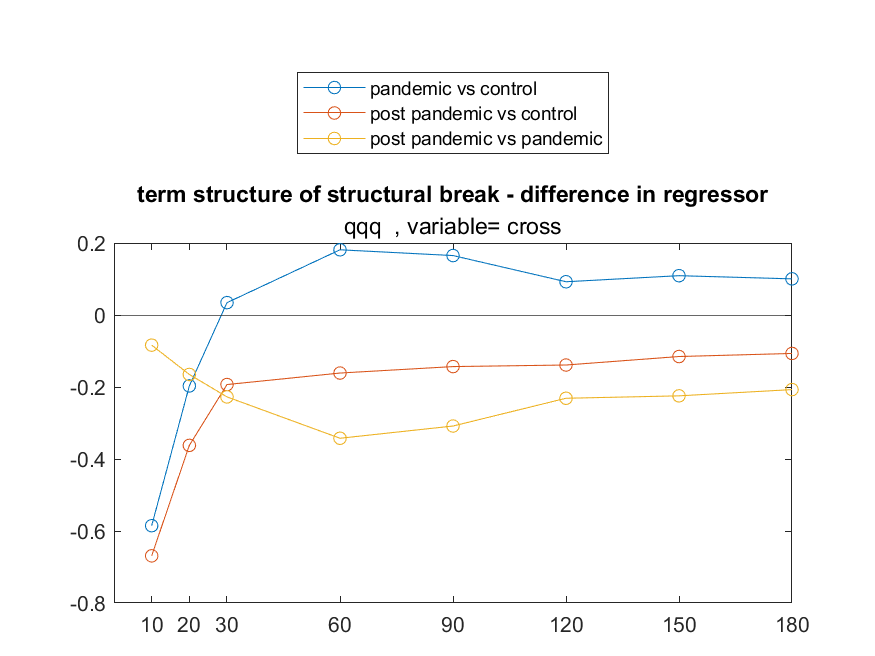 pandemic vs control
post pandemic vs control
post pandemic vs pandemic
term structure of structural break - difference in regressor
qqq , variable= cross
0.2
0
-0.2
-0.4
-0.6
-0.8
10 20 30 60 90 120 150 180